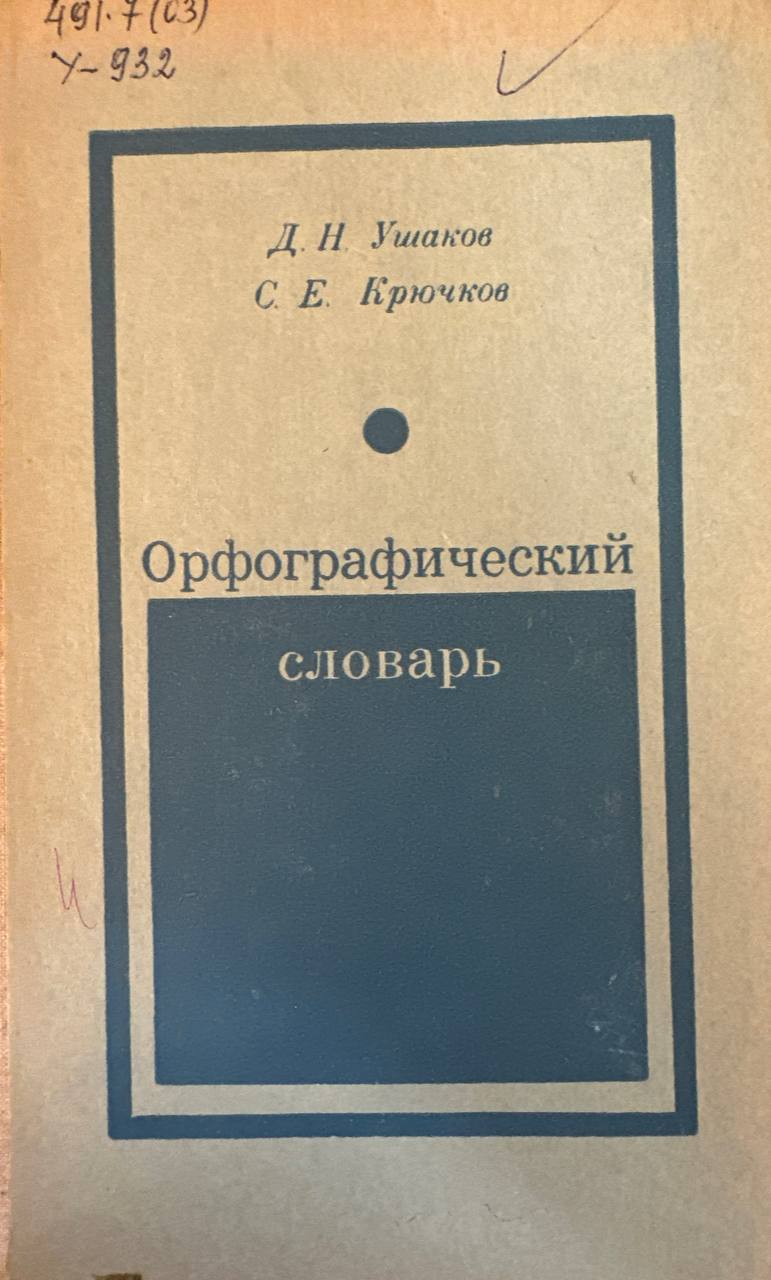 491.7(03)
У-932
Д. Н. Ушаков
С. Е. Крючков
Орфографический
словарь